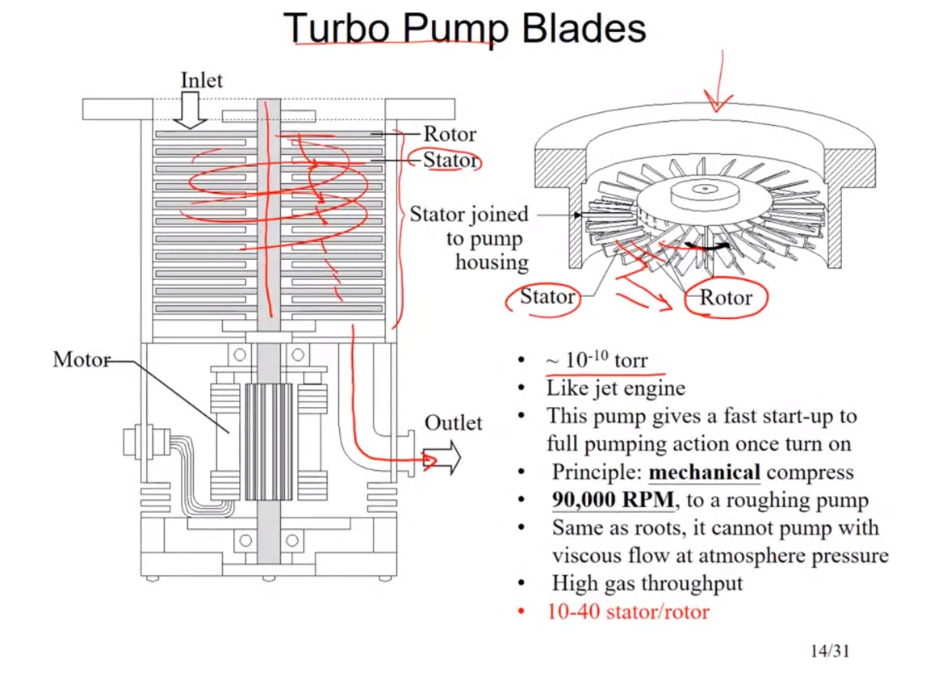 Turbo Pump Blades
Inlet
Rotor
Stator
Stator joined
to pump
housing
Stator
Rotor
Motor
Outlet
• ~ 10⁻¹⁰ torr
• Like jet engine
• This pump gives a fast start-up to
full pumping action once turn on
• Principle: mechanical compress
• 90,000 RPM, to a roughing pump
• Same as roots, it cannot pump with
viscous flow at atmosphere pressure
• High gas throughput
• 10-40 stator/rotor
14/31